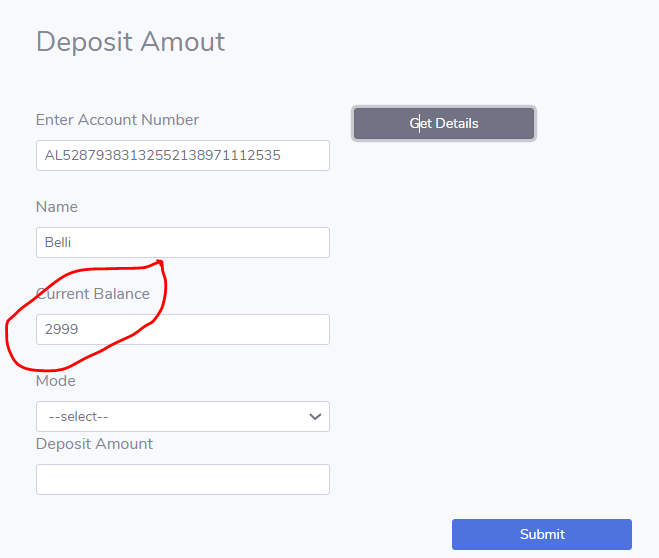 Deposit Amout
Enter Account Number
Get Details
AL52879383132552138971112535
Name
Belli
Current Balance
2999
Mode
--select--
Deposit Amount
Submit